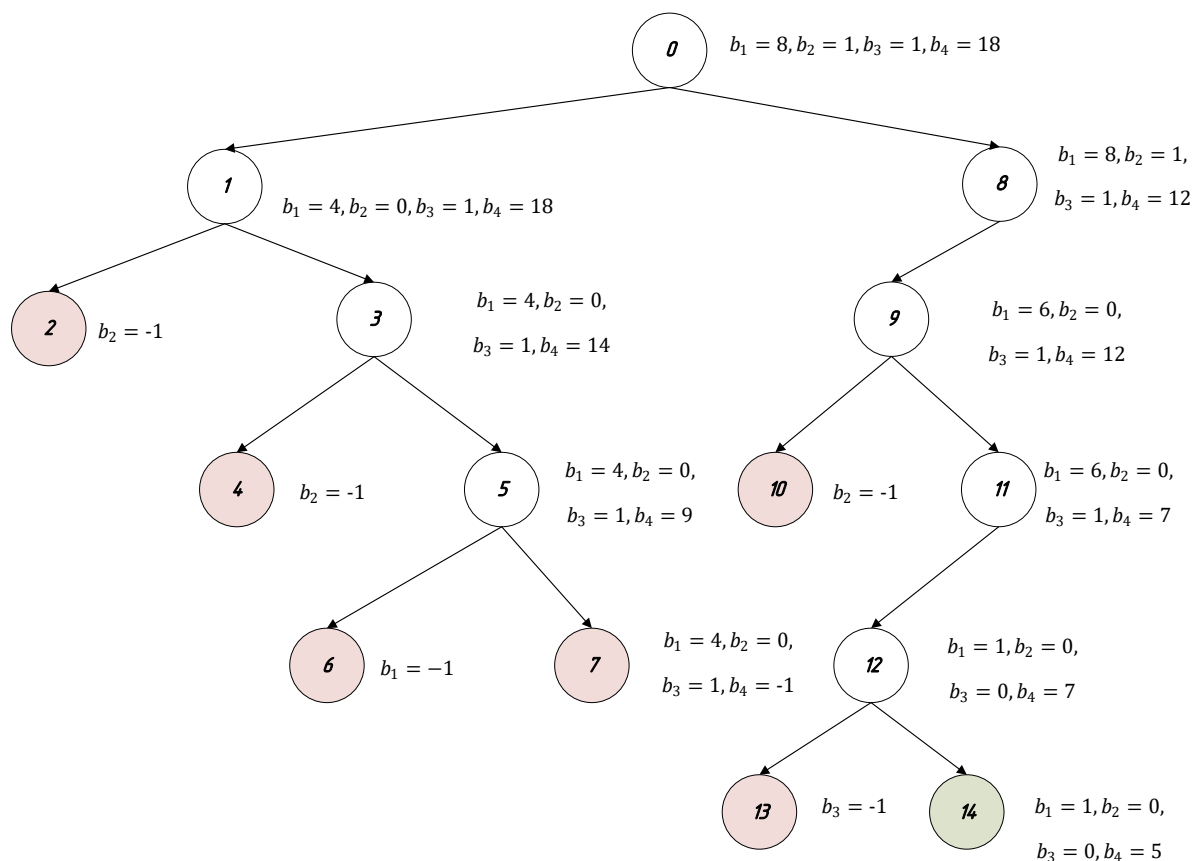 0
b₁ = 8, b₂ = 1, b₃ = 1, b₄ = 18
1
b₁ = 4, b₂ = 0, b₃ = 1, b₄ = 18
8
b₁ = 8, b₂ = 1,
b₃ = 1, b₄ = 12
2
b₂ = -1
3
b₁ = 4, b₂ = 0,
b₃ = 1, b₄ = 14
9
b₁ = 6, b₂ = 0,
b₃ = 1, b₄ = 12
4
b₂ = -1
5
b₁ = 4, b₂ = 0,
b₃ = 1, b₄ = 9
10
b₂ = -1
11
b₁ = 6, b₂ = 0,
b₃ = 1, b₄ = 7
6
b₁ = −1
7
b₁ = 4, b₂ = 0,
b₃ = 1, b₄ = -1
12
b₁ = 1, b₂ = 0,
b₃ = 0, b₄ = 7
13
b₃ = -1
14
b₁ = 1, b₂ = 0,
b₃ = 0, b₄ = 5